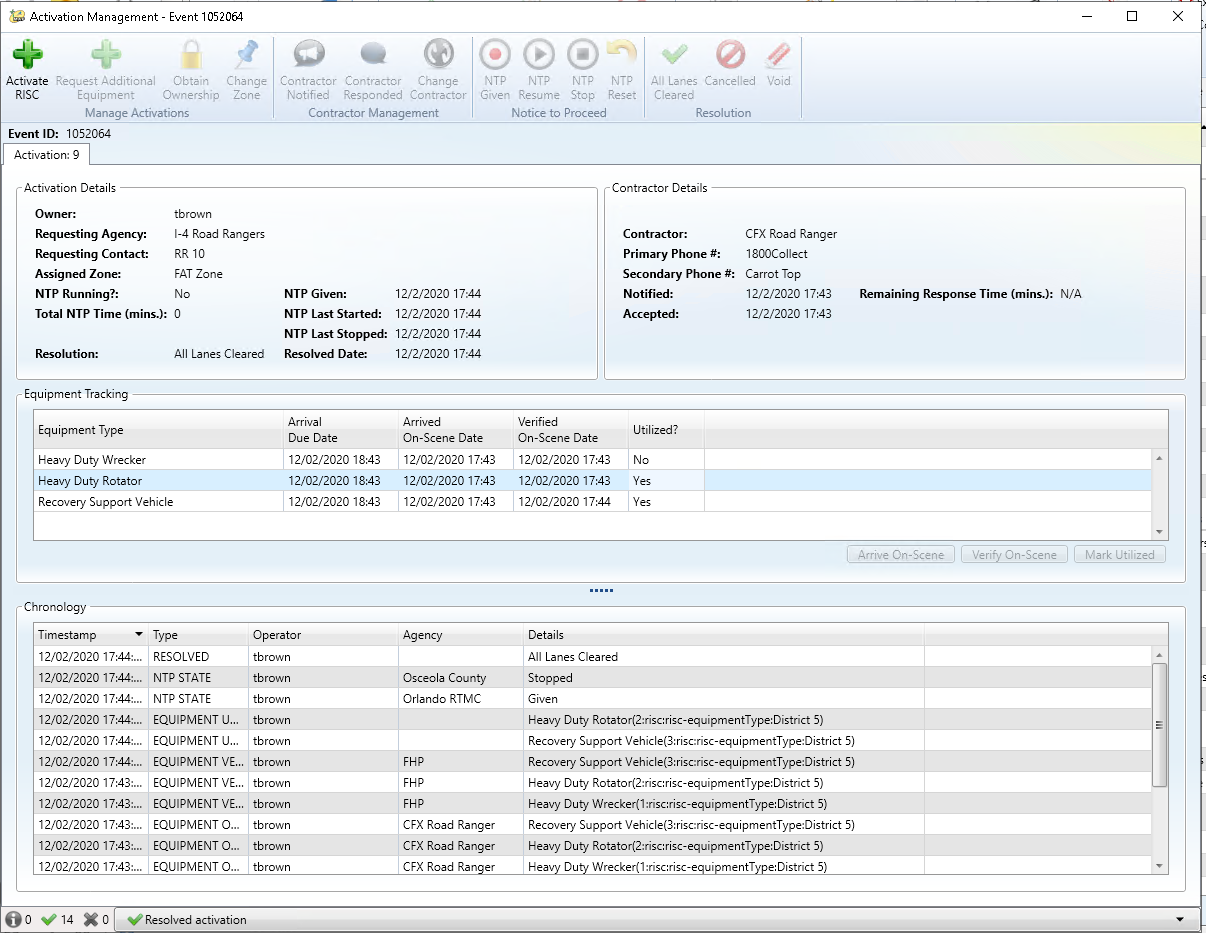 Activation Management - Event 1052064
Activate RISC
Request Additional Equipment
Obtain Ownership
Change Zone
Manage Activations
Contractor Notified
Contractor Responded
Change Contractor
Contractor Management
NTP Given
NTP Resume
NTP Stop
NTP Reset
Notice to Proceed
All Lanes Cleared
Cancelled
Void
Resolution
Event ID: 1052064
Activation: 9
Activation Details
Owner: tbrown
Requesting Agency: I-4 Road Rangers
Requesting Contact: RR 10
Assigned Zone: FAT Zone
NTP Running?: No NTP Given: 12/2/2020 17:44
Total NTP Time (mins.): 0 NTP Last Started: 12/2/2020 17:44
NTP Last Stopped: 12/2/2020 17:44
Resolution: All Lanes Cleared Resolved Date: 12/2/2020 17:44
Contractor Details
Contractor: CFX Road Ranger
Primary Phone #: 1800Collect
Secondary Phone #: Carrot Top
Notified: 12/2/2020 17:43 Remaining Response Time (mins.): N/A
Accepted: 12/2/2020 17:43
Equipment Tracking
Equipment Type Arrival Due Date Arrived On-Scene Date Verified On-Scene Date Utilized?
Heavy Duty Wrecker 12/02/2020 18:43 12/02/2020 17:43 12/02/2020 17:43 No
Heavy Duty Rotator 12/02/2020 18:43 12/02/2020 17:43 12/02/2020 17:43 Yes
Recovery Support Vehicle 12/02/2020 18:43 12/02/2020 17:43 12/02/2020 17:44 Yes
Arrive On-Scene Verify On-Scene Mark Utilized
Chronology
Timestamp Type Operator Agency Details
12/02/2020 17:44:... RESOLVED tbrown All Lanes Cleared
12/02/2020 17:44:... NTP STATE tbrown Osceola County Stopped
12/02/2020 17:44:... NTP STATE tbrown Orlando RTMC Given
12/02/2020 17:44:... EQUIPMENT U... tbrown Heavy Duty Rotator(2:risc:risc-equipmentType:District 5)
12/02/2020 17:44:... EQUIPMENT U... tbrown Recovery Support Vehicle(3:risc:risc-equipmentType:District 5)
12/02/2020 17:44:... EQUIPMENT VE... tbrown FHP Recovery Support Vehicle(3:risc:risc-equipmentType:District 5)
12/02/2020 17:43:... EQUIPMENT VE... tbrown FHP Heavy Duty Rotator(2:risc:risc-equipmentType:District 5)
12/02/2020 17:43:... EQUIPMENT VE... tbrown FHP Heavy Duty Wrecker(1:risc:risc-equipmentType:District 5)
12/02/2020 17:43:... EQUIPMENT O... tbrown CFX Road Ranger Recovery Support Vehicle(3:risc:risc-equipmentType:District 5)
12/02/2020 17:43:... EQUIPMENT O... tbrown CFX Road Ranger Heavy Duty Rotator(2:risc:risc-equipmentType:District 5)
12/02/2020 17:43:... EQUIPMENT O... tbrown CFX Road Ranger Heavy Duty Wrecker(1:risc:risc-equipmentType:District 5)
0 14 0 Resolved activation